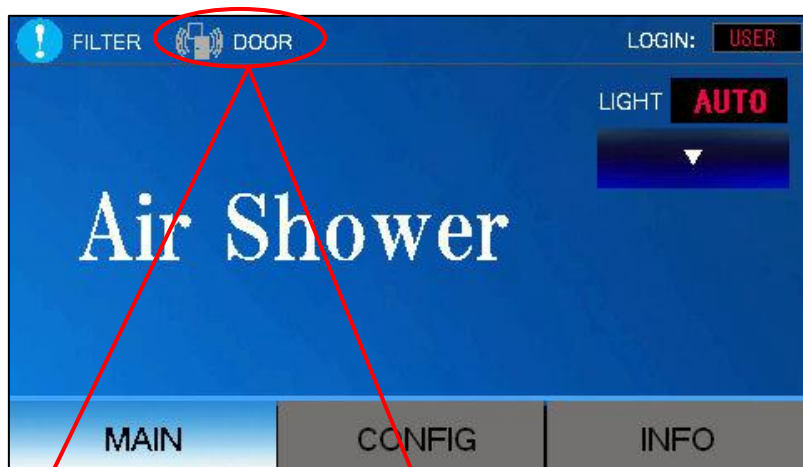 FILTER DOOR LOGIN: USER
LIGHT AUTO
Air Shower
MAIN CONFIG INFO